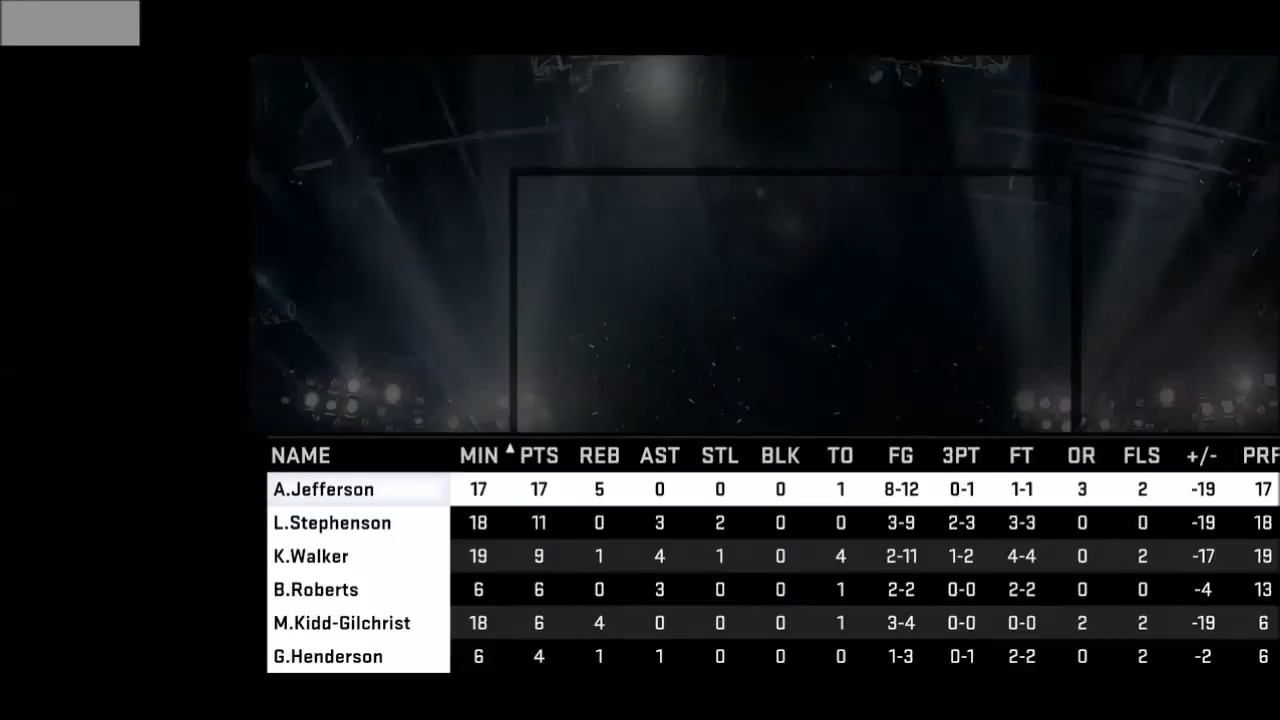 NAME MIN PTS REB AST STL BLK TO FG 3PT FT OR FLS +/- PRF
A.Jefferson 17 17 5 0 0 0 1 8-12 0-1 1-1 3 2 -19 17
L.Stephenson 18 11 0 3 2 0 0 3-9 2-3 3-3 0 0 -19 18
K.Walker 19 9 1 4 1 0 4 2-11 1-2 4-4 0 2 -17 19
B.Roberts 6 6 0 3 0 0 1 2-2 0-0 2-2 0 0 -4 13
M.Kidd-Gilchrist 18 6 4 0 0 0 1 3-4 0-0 0-0 2 2 -19 6
G.Henderson 6 4 1 1 0 0 0 1-3 0-1 2-2 0 2 -2 6